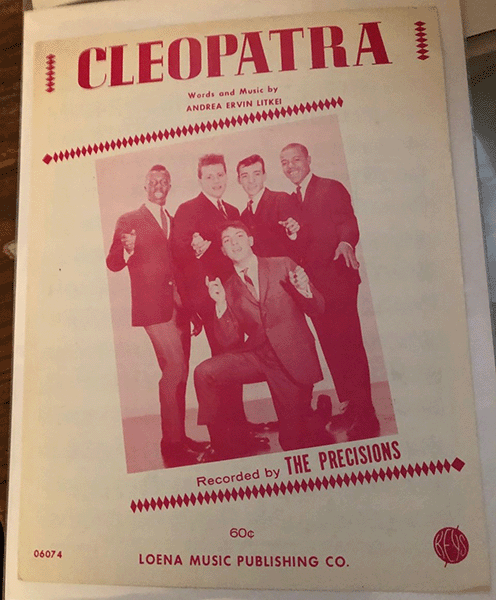 CLEOPATRA
Words and Music by
ANDREA ERVIN LITKEI
Recorded by THE PRECISIONS
60¢
06074
LOENA MUSIC PUBLISHING CO.